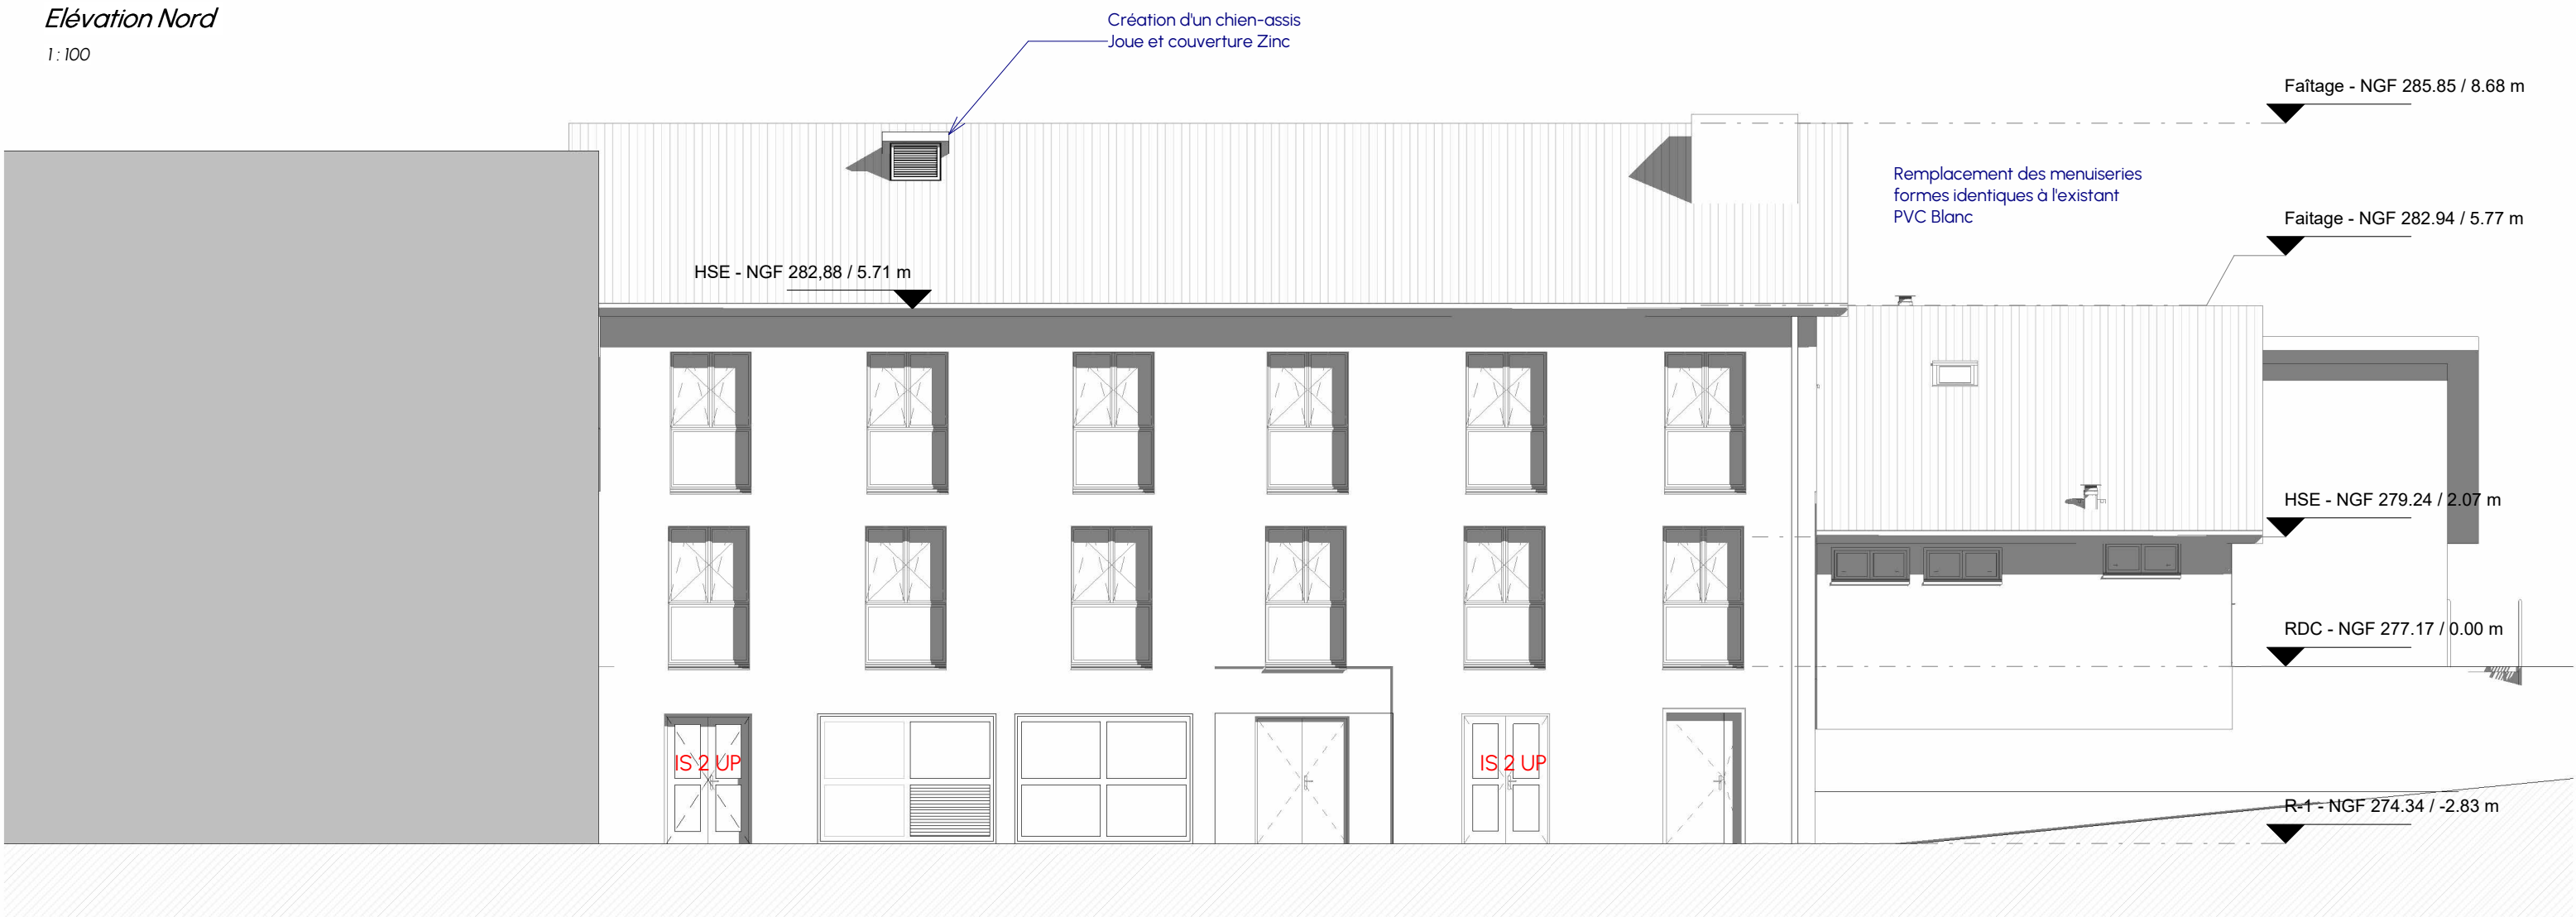 Elévation Nord
1 : 100
Création d'un chien-assis
Joue et couverture Zinc
Faîtage - NGF 285.85 / 8.68 m
Remplacement des menuiseries
formes identiques à l'existant
PVC Blanc
Faitage - NGF 282.94 / 5.77 m
HSE - NGF 282,88 / 5.71 m
HSE - NGF 279.24 / 2.07 m
RDC - NGF 277.17 / 0.00 m
IS 2 UP
IS 2 UP
R-1 - NGF 274.34 / -2.83 m